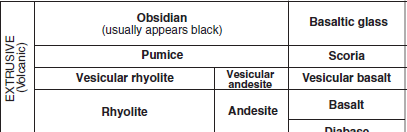 EXTRUSIVE
(Volcanic)
Obsidian
(usually appears black)
Basaltic glass
Pumice
Scoria
Vesicular rhyolite
Vesicular
andesite
Vesicular basalt
Rhyolite
Andesite
Basalt
Diabase